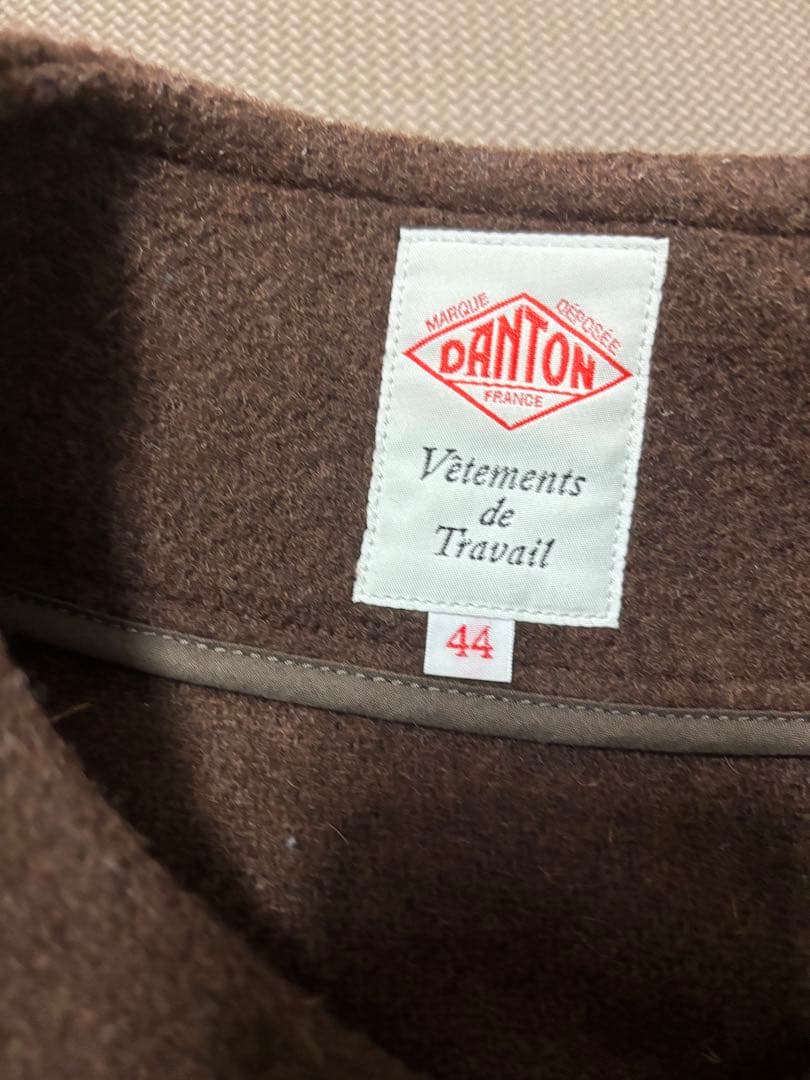 MARQUE DÉPOSÉE
DANTON
FRANCE
Vêtements
de
Travail
44